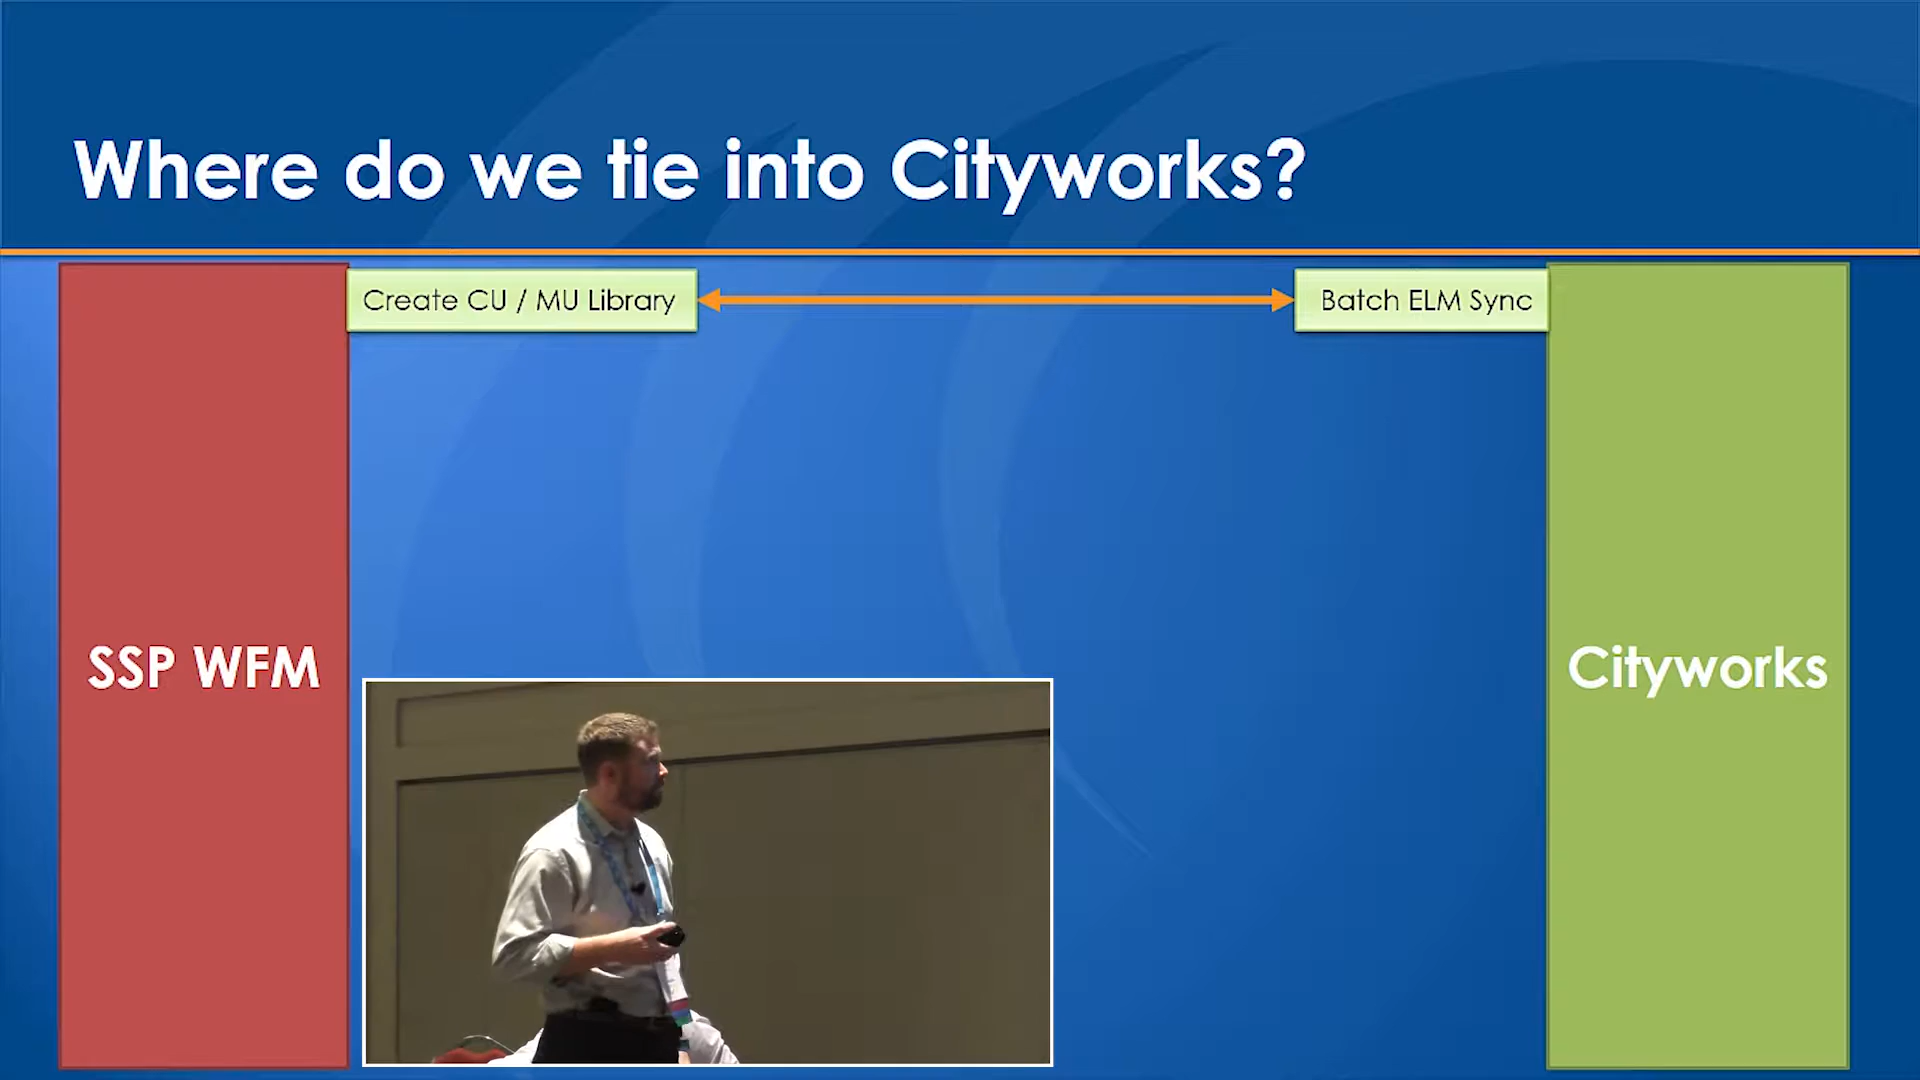 Where do we tie into Cityworks?
Create CU / MU Library
Batch ELM Sync
SSP WFM
Cityworks